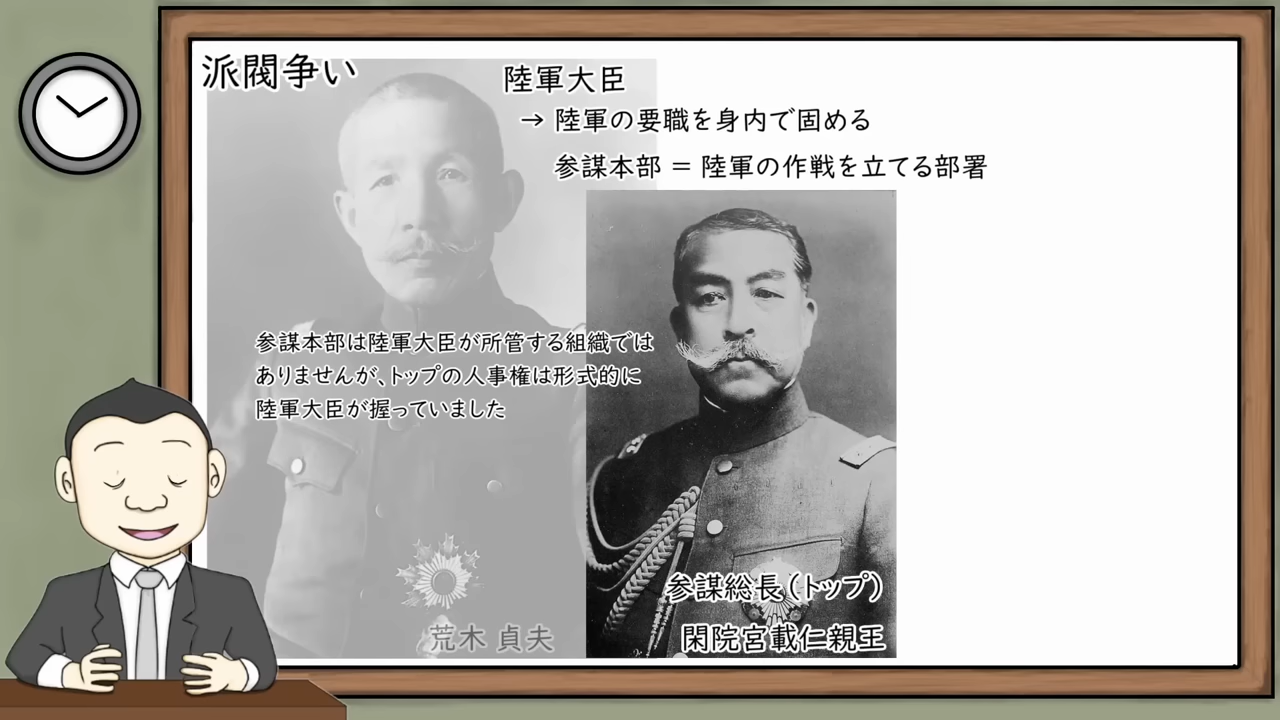 派閥争い
陸軍大臣
→ 陸軍の要職を身内で固める
参謀本部 = 陸軍の作戦を立てる部署
参謀本部は陸軍大臣が所管する組織では
ありませんが、トップの人事権は形式的に
陸軍大臣が握っていました
参謀総長(トップ)
荒木 貞夫
閑院宮載仁親王